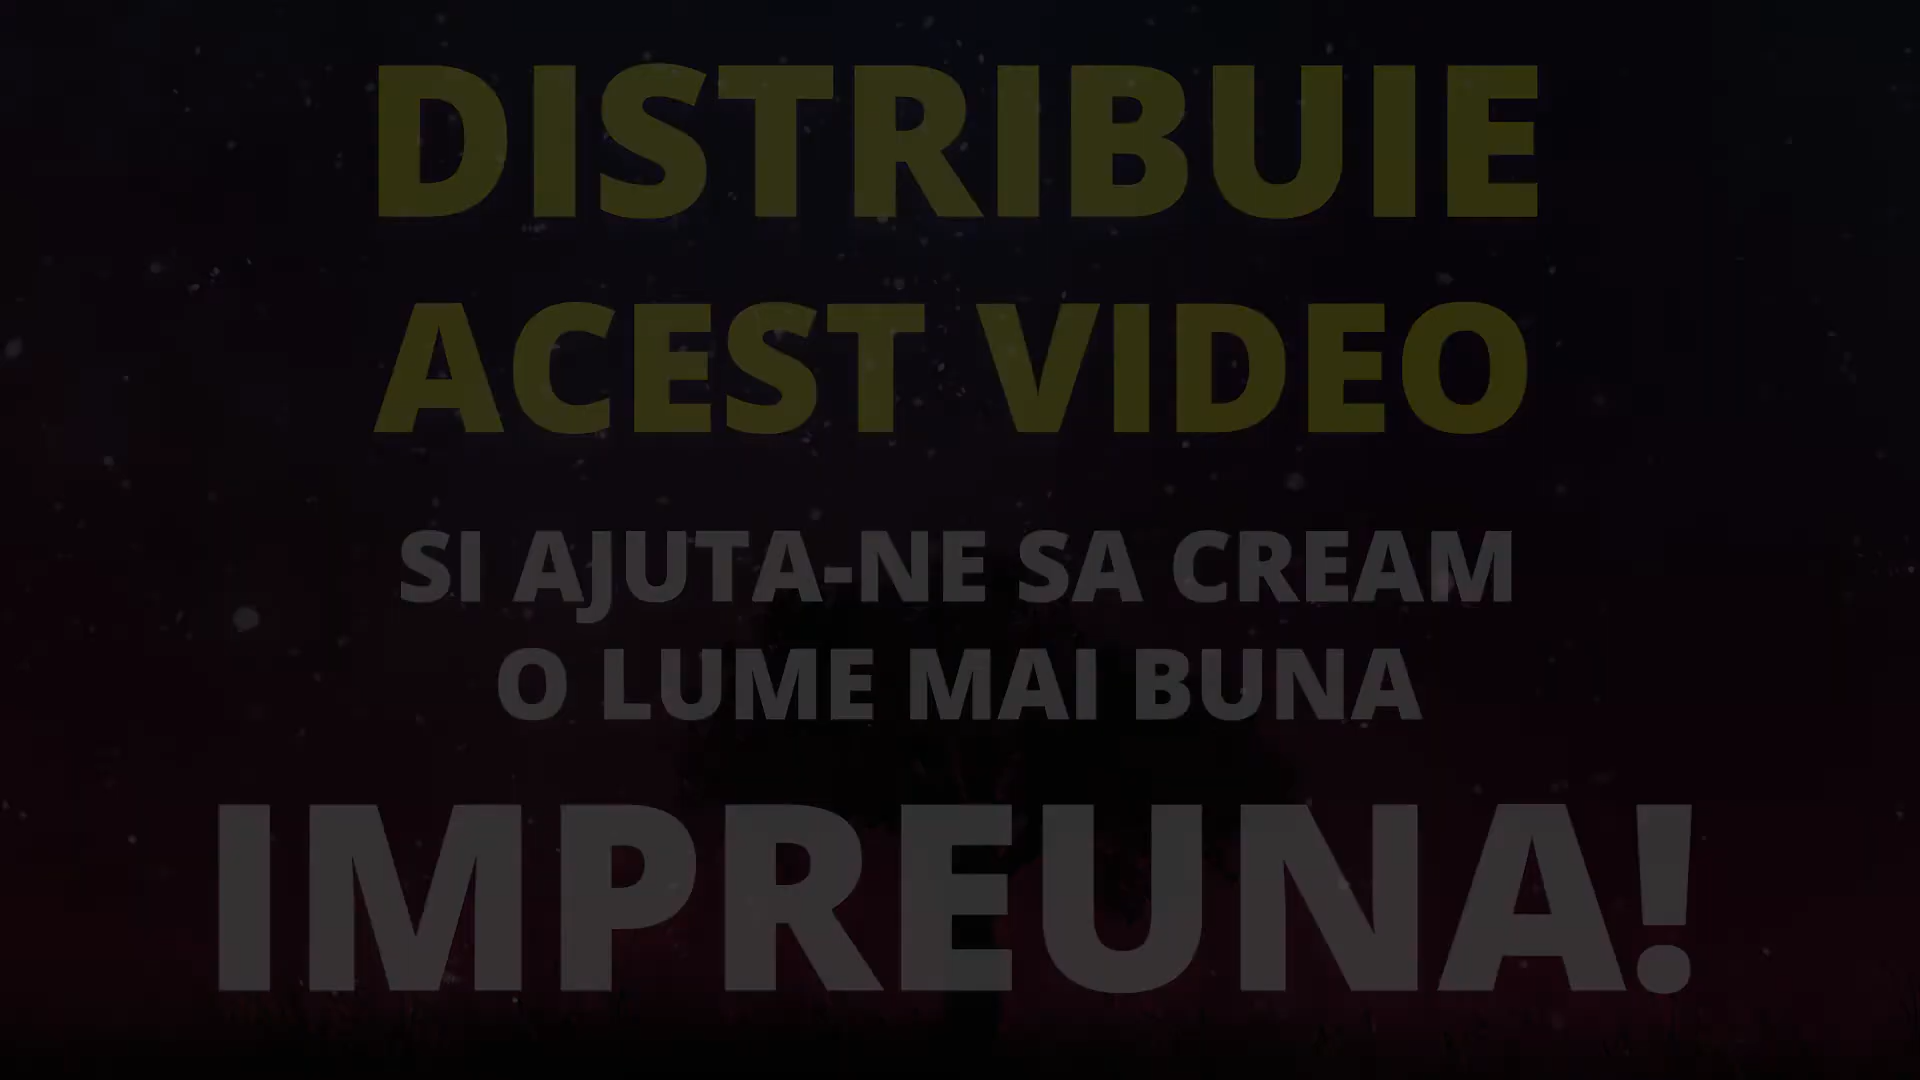 DISTRIBUIE
ACEST VIDEO
SI AJUTA-NE SA CREAM
O LUME MAI BUNA
IMPREUNA!